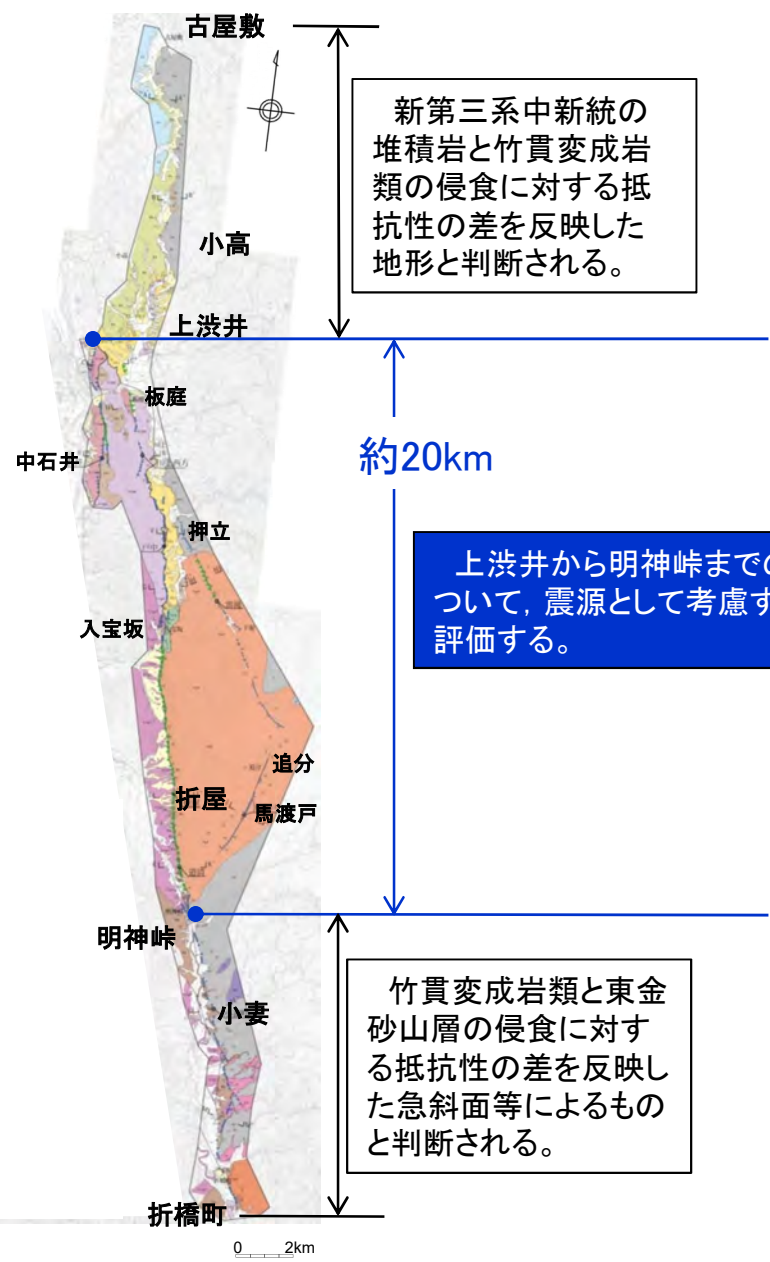 古屋敷
新第三系中新統の
堆積岩と竹貫変成岩
類の侵食に対する抵
抗性の差を反映した
地形と判断される。
小高
上渋井
板庭
中石井
約20km
押立
上渋井から明神峠までの
ついて,震源として考慮す
評価する。
入宝坂
追分
折屋
馬渡戸
明神峠
竹貫変成岩類と東金
砂山層の侵食に対す
る抵抗性の差を反映し
た急斜面等によるもの
と判断される。
小妻
折橋町
0 2km